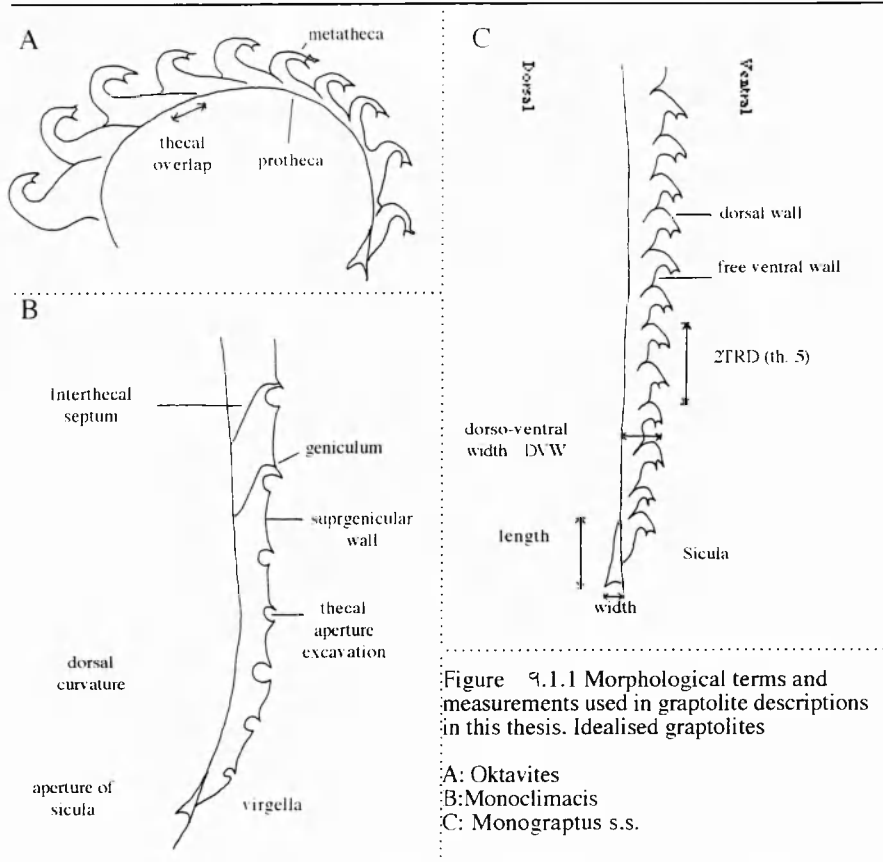 A
metatheca
thecal
overlap
protheca
B
Interthecal
septum
geniculum
suprgenicular
wall
thecal
aperture
excavation
dorsal
curvature
aperture of
sicula
virgella
C
Dorsal
Ventral
dorsal wall
free ventral wall
2TRD (th. 5)
dorso-ventral
width DVW
length
Sicula
width
Figure 9.1.1 Morphological terms and
measurements used in graptolite descriptions
in this thesis. Idealised graptolites
A: Oktavites
B:Monoclimacis
C: Monograptus s.s.